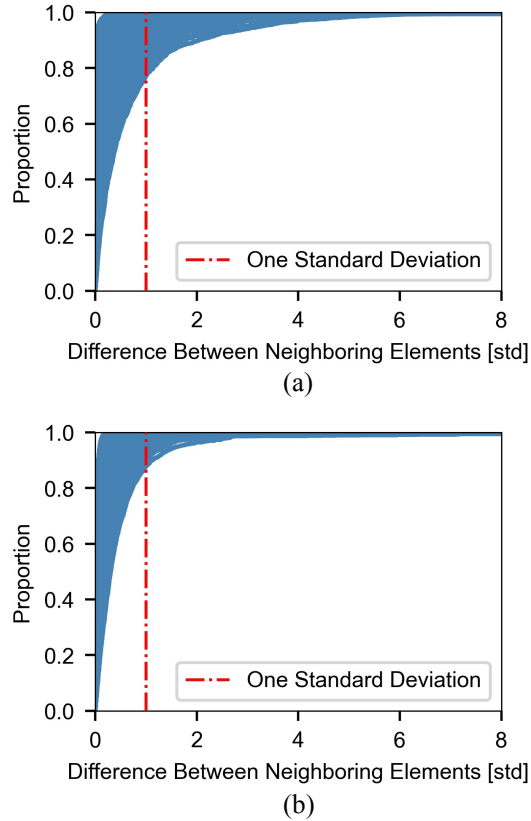 1.0
0.8
0.6
0.4
0.2
0.0
Proportion
One Standard Deviation
0 2 4 6 8
Difference Between Neighboring Elements [std]
(a)
1.0
0.8
0.6
0.4
0.2
0.0
Proportion
One Standard Deviation
0 2 4 6 8
Difference Between Neighboring Elements [std]
(b)